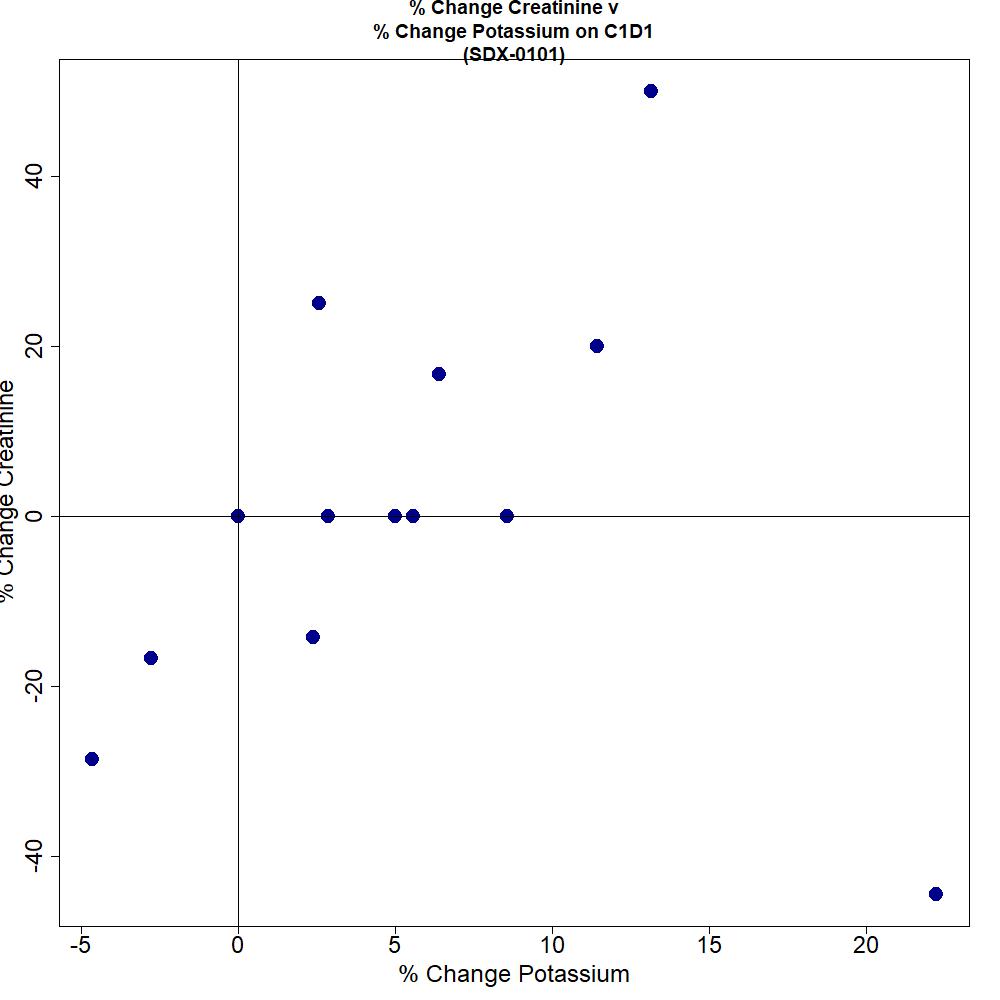 % Change Creatinine v
% Change Potassium on C1D1
(SDX-0101)
% Change Creatinine
40
20
0
-20
-40
-5
0
5
10
15
20
% Change Potassium